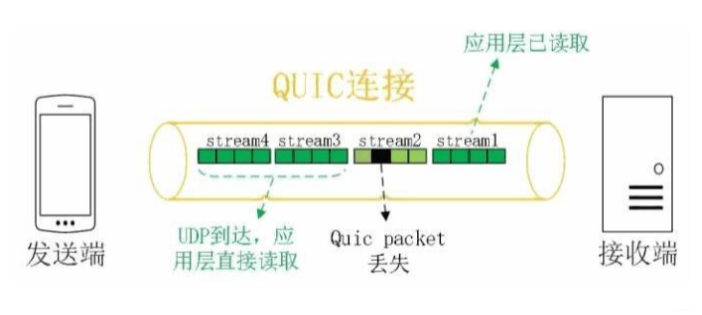 应用层已读取
QUIC连接
stream4 stream3 stream2 stream1
UDP到达，应
用层直接读取
Quic packet
丢失
发送端
接收端